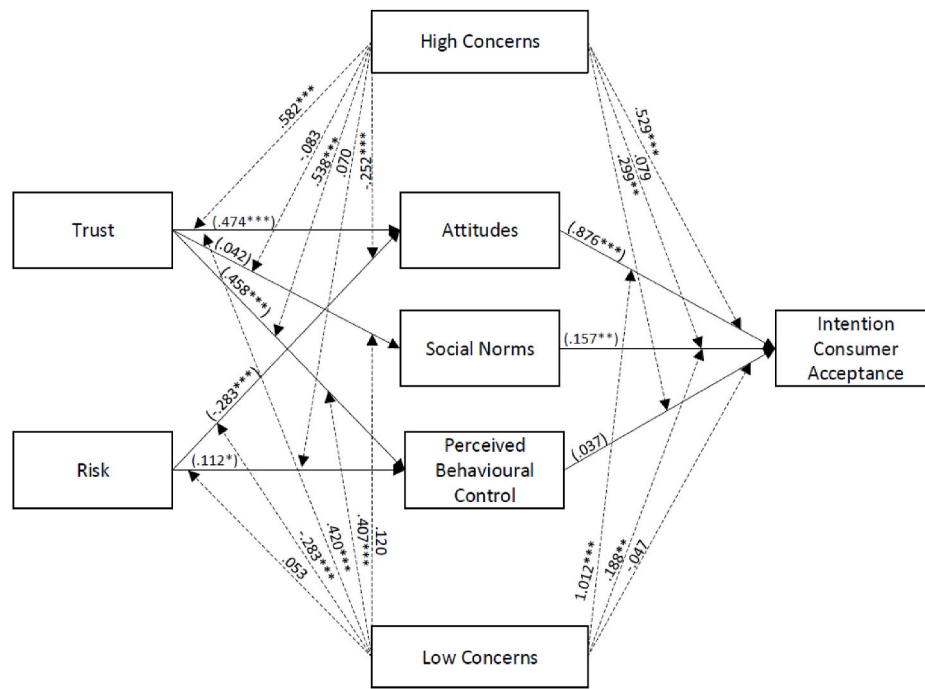 High Concerns
.582***
-.083
.538***
.070
-.252***
.529***
.079
.299**
Trust
(.474***)
Attitudes
(.876***)
(.042)
(.458***)
Social Norms
(.157**)
Intention
Consumer
Acceptance
(-.283***)
Risk
(.112*)
Perceived
Behavioural
Control
(.037)
.053
-.283***
.420***
.407***
.120
1.012***
.188**
-.047
Low Concerns